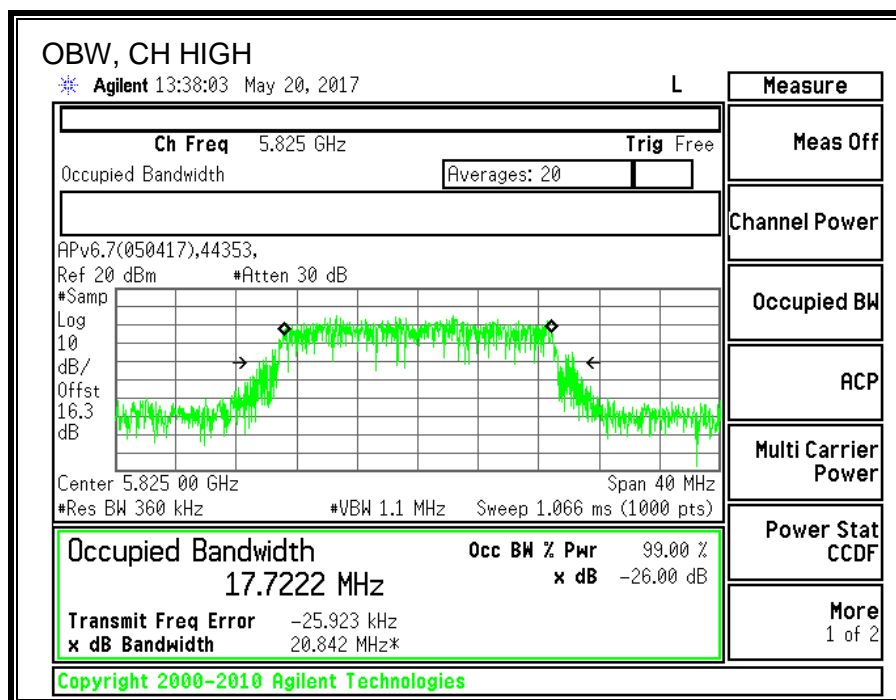 OBW, CH HIGH
Agilent 13:38:03 May 20, 2017 L
Measure
Ch Freq 5.825 GHz Trig Free
Occupied Bandwidth Averages: 20
APv6.7(050417),44353,
Ref 20 dBm #Atten 30 dB
#Samp
Log
10
dB/
Offst
16.3
dB
Center 5.825 00 GHz Span 40 MHz
#Res BW 360 kHz #VBW 1.1 MHz Sweep 1.066 ms (1000 pts)
Occupied Bandwidth Occ BW % Pwr 99.00 %
17.7222 MHz x dB -26.00 dB
Transmit Freq Error -25.923 kHz
x dB Bandwidth 20.842 MHz*
Meas Off
Channel Power
Occupied BW
ACP
Multi Carrier
Power
Power Stat
CCDF
More
1 of 2
Copyright 2000-2010 Agilent Technologies